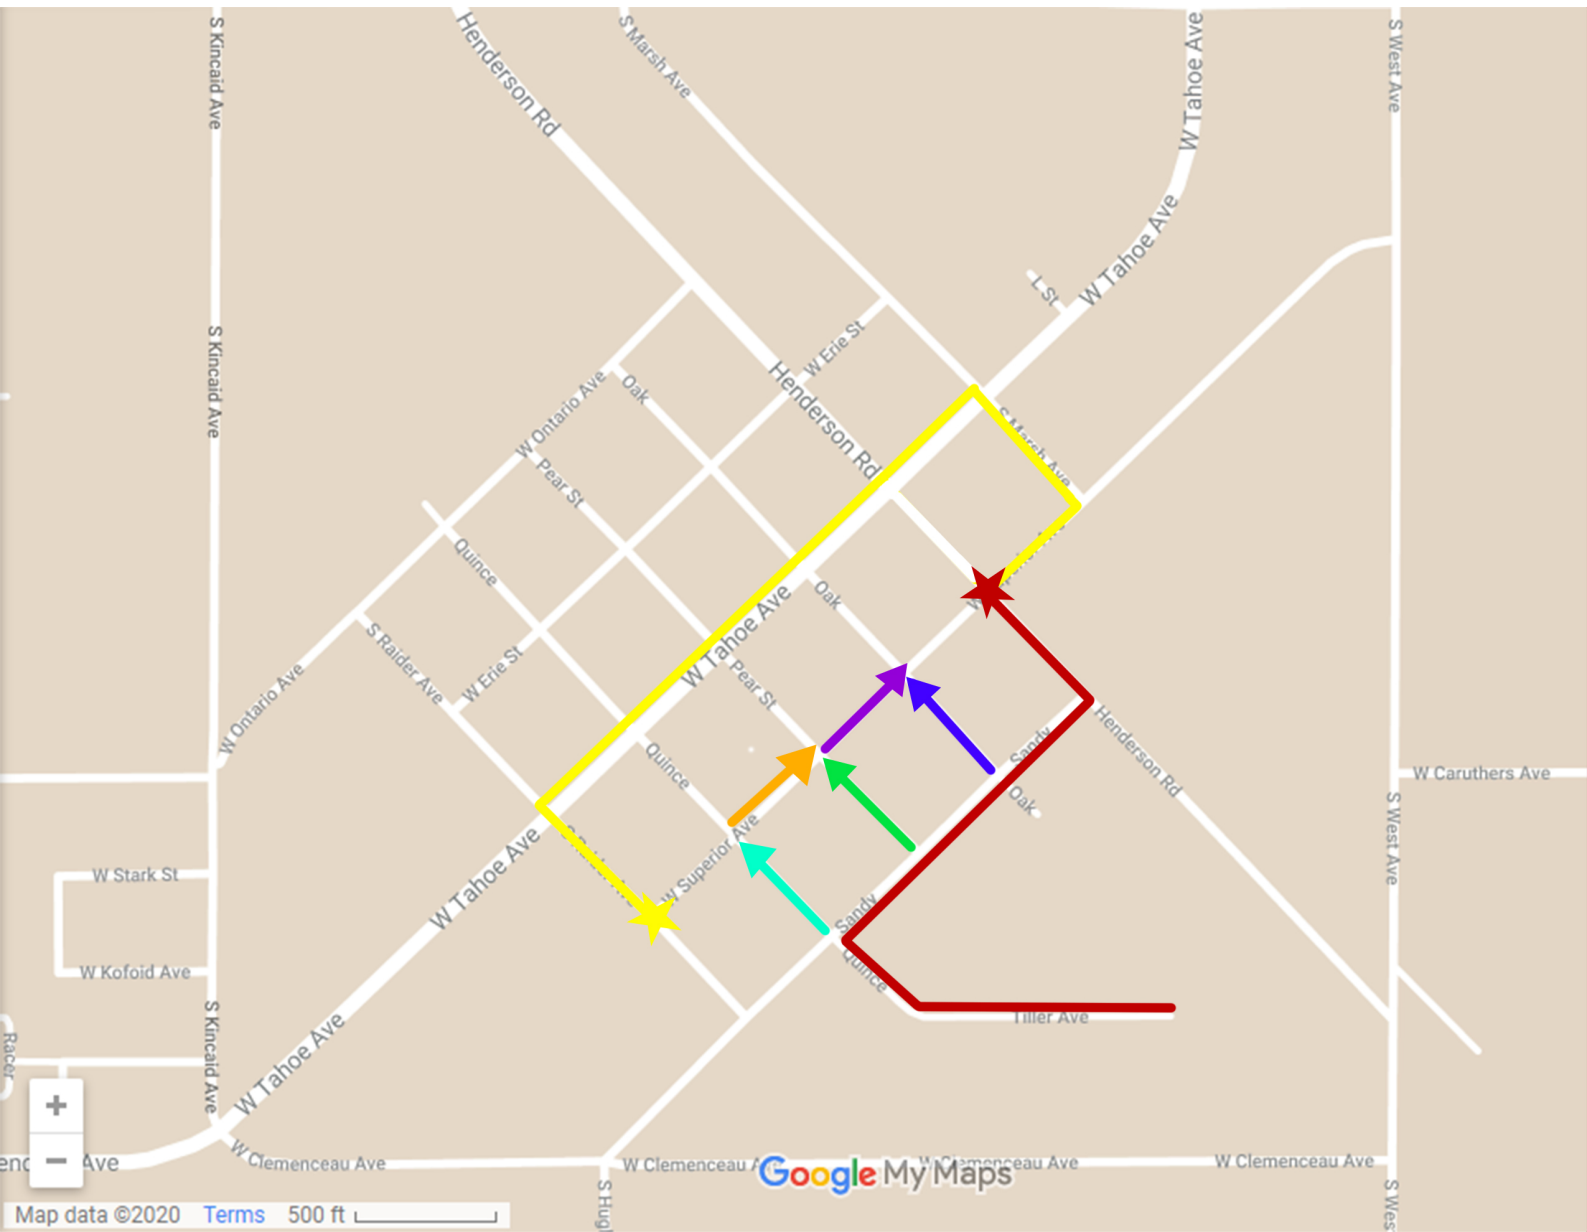 S Kincaid Ave
Henderson Rd
S Marsh Ave
W Tahoe Ave
S West Ave
L St
W Tahoe Ave
W Erie St
S Kincaid Ave
W Ontario Ave
Oak
Henderson Rd
S Marsh Ave
Pear St
Quince
Oak
W Tahoe Ave
S Raider Ave
W Erie St
Pear St
W Ontario Ave
Quince
Sandy
Henderson Rd
Oak
W Caruthers Ave
S West Ave
W Superior Ave
W Tahoe Ave
W Stark St
Sandy
Quince
W Kofoid Ave
Tiller Ave
S Kincaid Ave
Racer
W Tahoe Ave
+
−
Ave
W Clemenceau Ave
W Clemenceau
W Clemenceau Ave
W Clemenceau Ave
Google My Maps
S West
Map data ©2020 Terms 500 ft